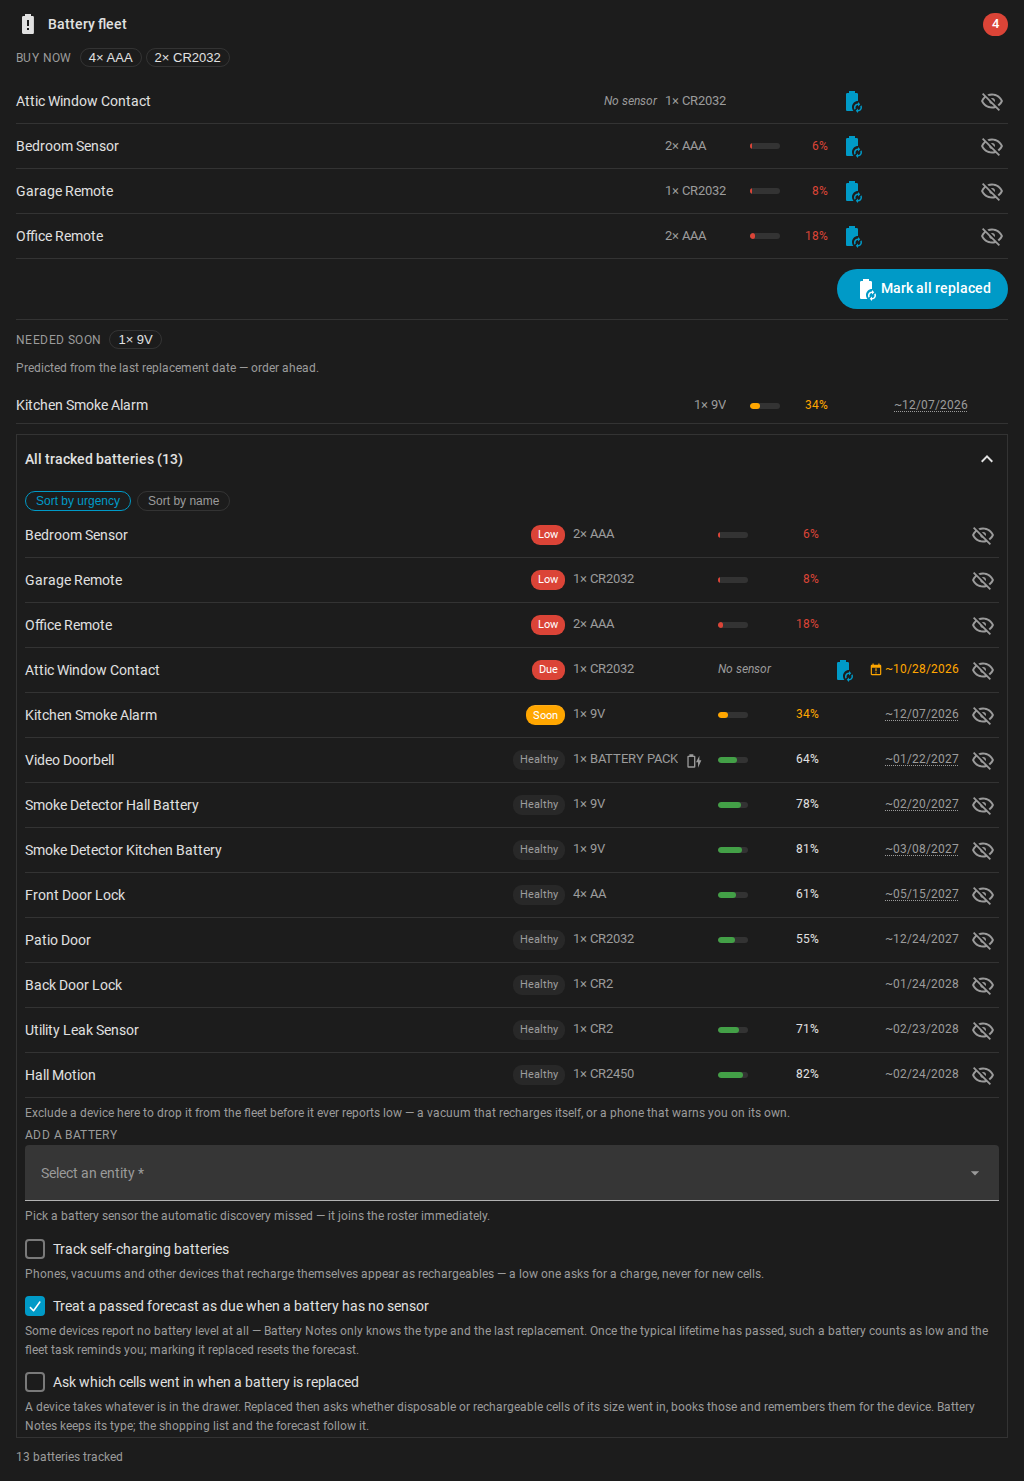 Battery fleet
4
BUY NOW 4× AAA 2× CR2032
Attic Window Contact No sensor 1× CR2032
Bedroom Sensor 2× AAA 6%
Garage Remote 1× CR2032 8%
Office Remote 2× AAA 18%
Mark all replaced
NEEDED SOON 1× 9V
Predicted from the last replacement date — order ahead.
Kitchen Smoke Alarm 1× 9V 34% ~12/07/2026
All tracked batteries (13)
Sort by urgency Sort by name
Bedroom Sensor Low 2× AAA 6%
Garage Remote Low 1× CR2032 8%
Office Remote Low 2× AAA 18%
Attic Window Contact Due 1× CR2032 No sensor ~10/28/2026
Kitchen Smoke Alarm Soon 1× 9V 34% ~12/07/2026
Video Doorbell Healthy 1× BATTERY PACK 64% ~01/22/2027
Smoke Detector Hall Battery Healthy 1× 9V 78% ~02/20/2027
Smoke Detector Kitchen Battery Healthy 1× 9V 81% ~03/08/2027
Front Door Lock Healthy 4× AA 61% ~05/15/2027
Patio Door Healthy 1× CR2032 55% ~12/24/2027
Back Door Lock Healthy 1× CR2 ~01/24/2028
Utility Leak Sensor Healthy 1× CR2 71% ~02/23/2028
Hall Motion Healthy 1× CR2450 82% ~02/24/2028
Exclude a device here to drop it from the fleet before it ever reports low — a vacuum that recharges itself, or a phone that warns you on its own.
ADD A BATTERY
Select an entity *
Pick a battery sensor the automatic discovery missed — it joins the roster immediately.
Track self-charging batteries
Phones, vacuums and other devices that recharge themselves appear as rechargeables — a low one asks for a charge, never for new cells.
Treat a passed forecast as due when a battery has no sensor
Some devices report no battery level at all — Battery Notes only knows the type and the last replacement. Once the typical lifetime has passed, such a battery counts as low and the
fleet task reminds you; marking it replaced resets the forecast.
Ask which cells went in when a battery is replaced
A device takes whatever is in the drawer. Replaced then asks whether disposable or rechargeable cells of its size went in, books those and remembers them for the device. Battery
Notes keeps its type; the shopping list and the forecast follow it.
13 batteries tracked